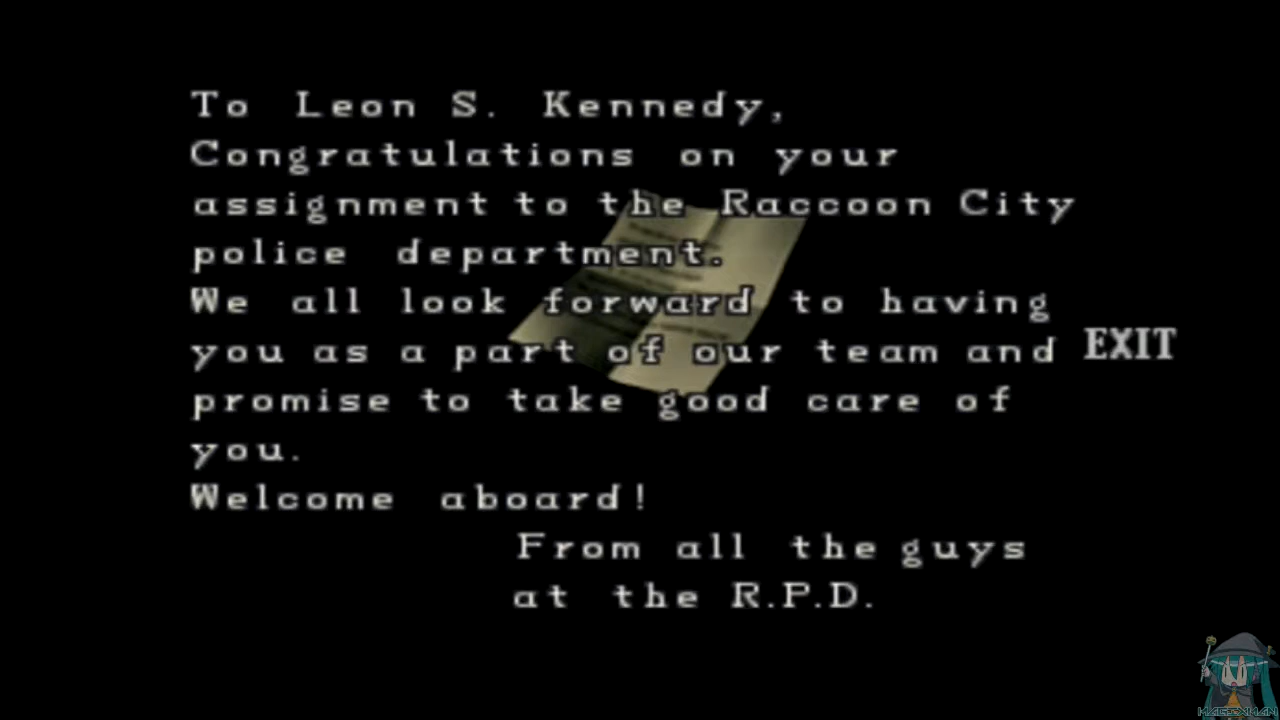 To Leon S. Kennedy,
Congratulations on your
assignment to the Raccoon City
police department.
We all look forward to having
you as a part of our team and
EXIT
promise to take good care of
you.
Welcome aboard!
From all the guys
at the R.P.D.